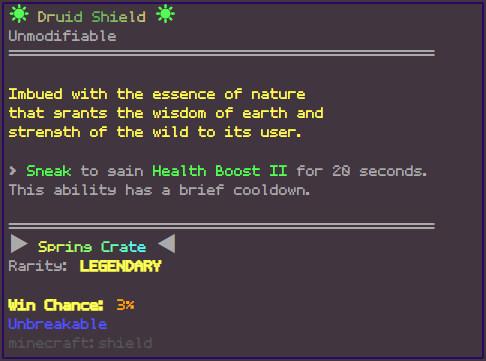 ☀ Druid Shield ☀
Unmodifiable
Imbued with the essence of nature
that grants the wisdom of earth and
strength of the wild to its user.
> Sneak to gain Health Boost II for 20 seconds.
This ability has a brief cooldown.
▶ Spring Crate ◀
Rarity: LEGENDARY
Win Chance: 3%
Unbreakable
minecraft:shield